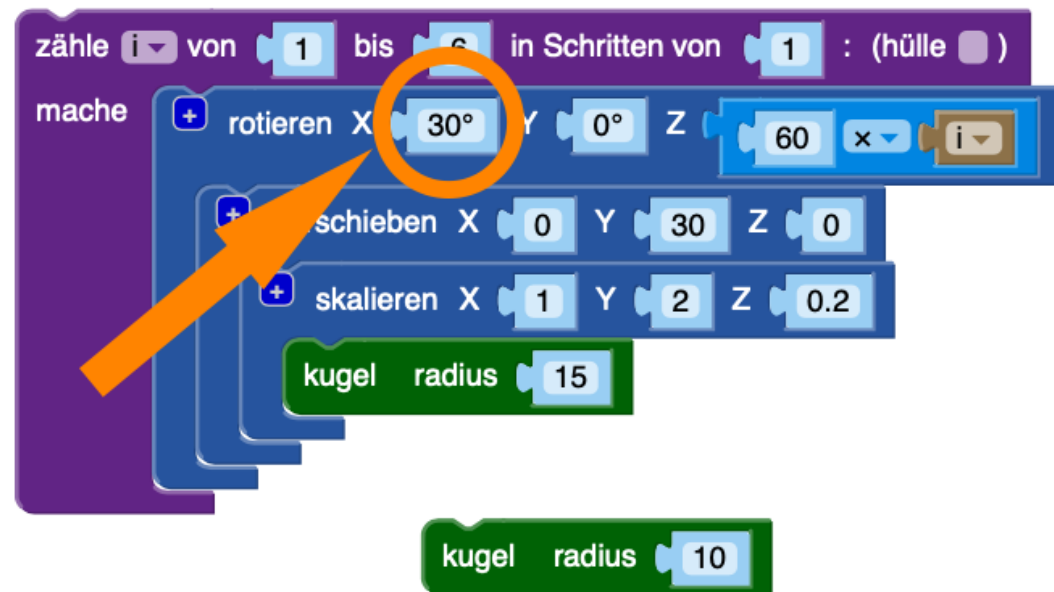 zähle i von 1 bis 6 in Schritten von 1 : (hülle )
mache + rotieren X 30° Y 0° Z 60 × i
+ schieben X 0 Y 30 Z 0
+ skalieren X 1 Y 2 Z 0.2
kugel radius 15
kugel radius 10